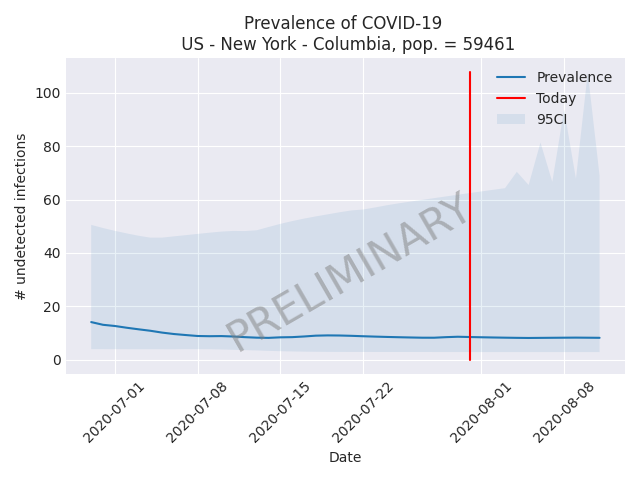 Prevalence of COVID-19
US - New York - Columbia, pop. = 59461
# undetected infections
100
80
60
40
20
0
Prevalence
Today
95CI
PRELIMINARY
2020-07-01
2020-07-08
2020-07-15
2020-07-22
2020-08-01
2020-08-08
Date